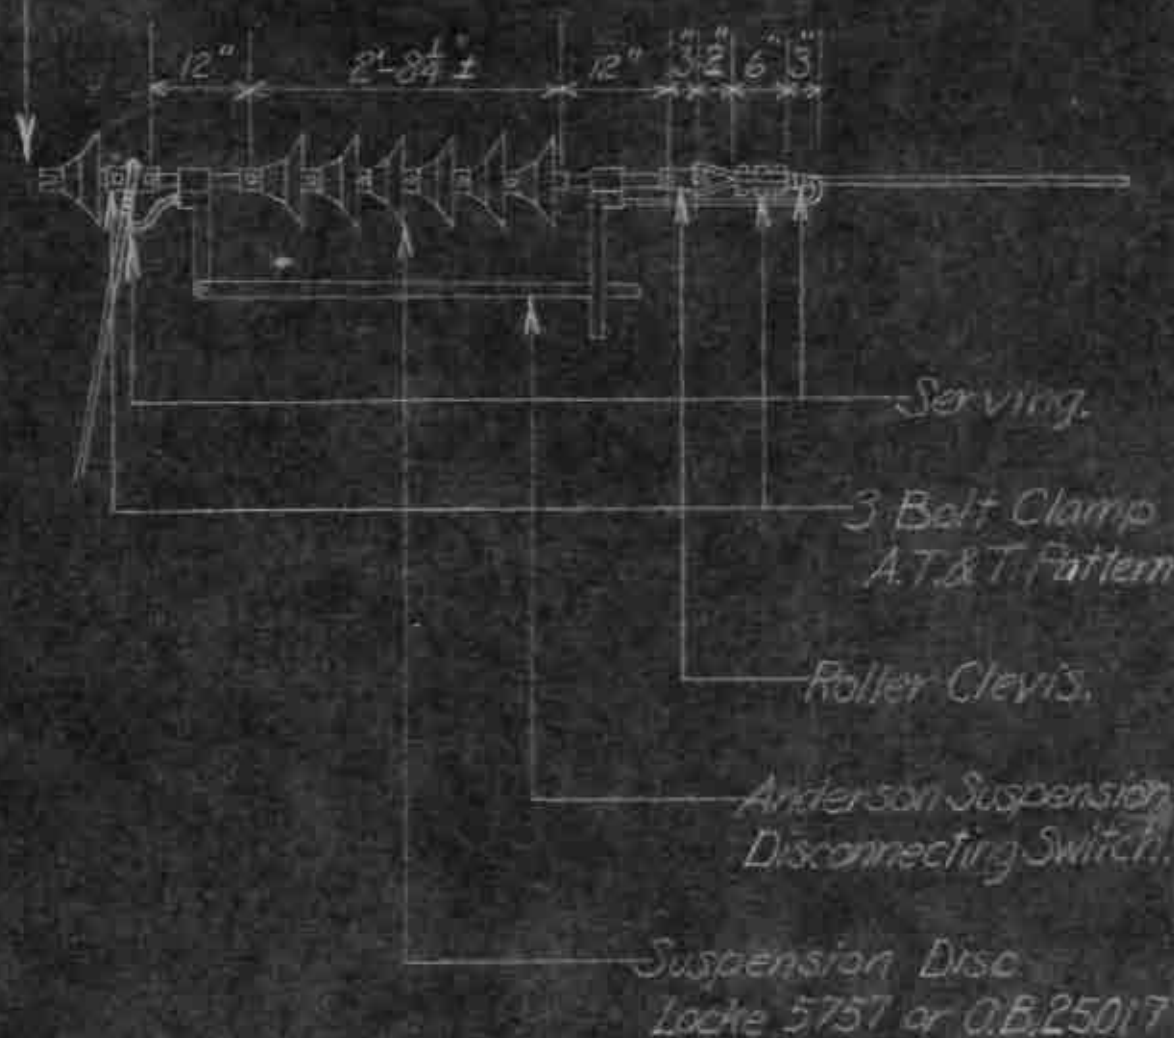 12" 2'-8¼ ± 12" 3" 2" 6" 3"
Serving.
3 Bolt Clamp
A.T.& T. Pattern
Roller Clevis.
Anderson Suspension
Disconnecting Switch.
Suspension Disc
Locke 5757 or O.B. 25017